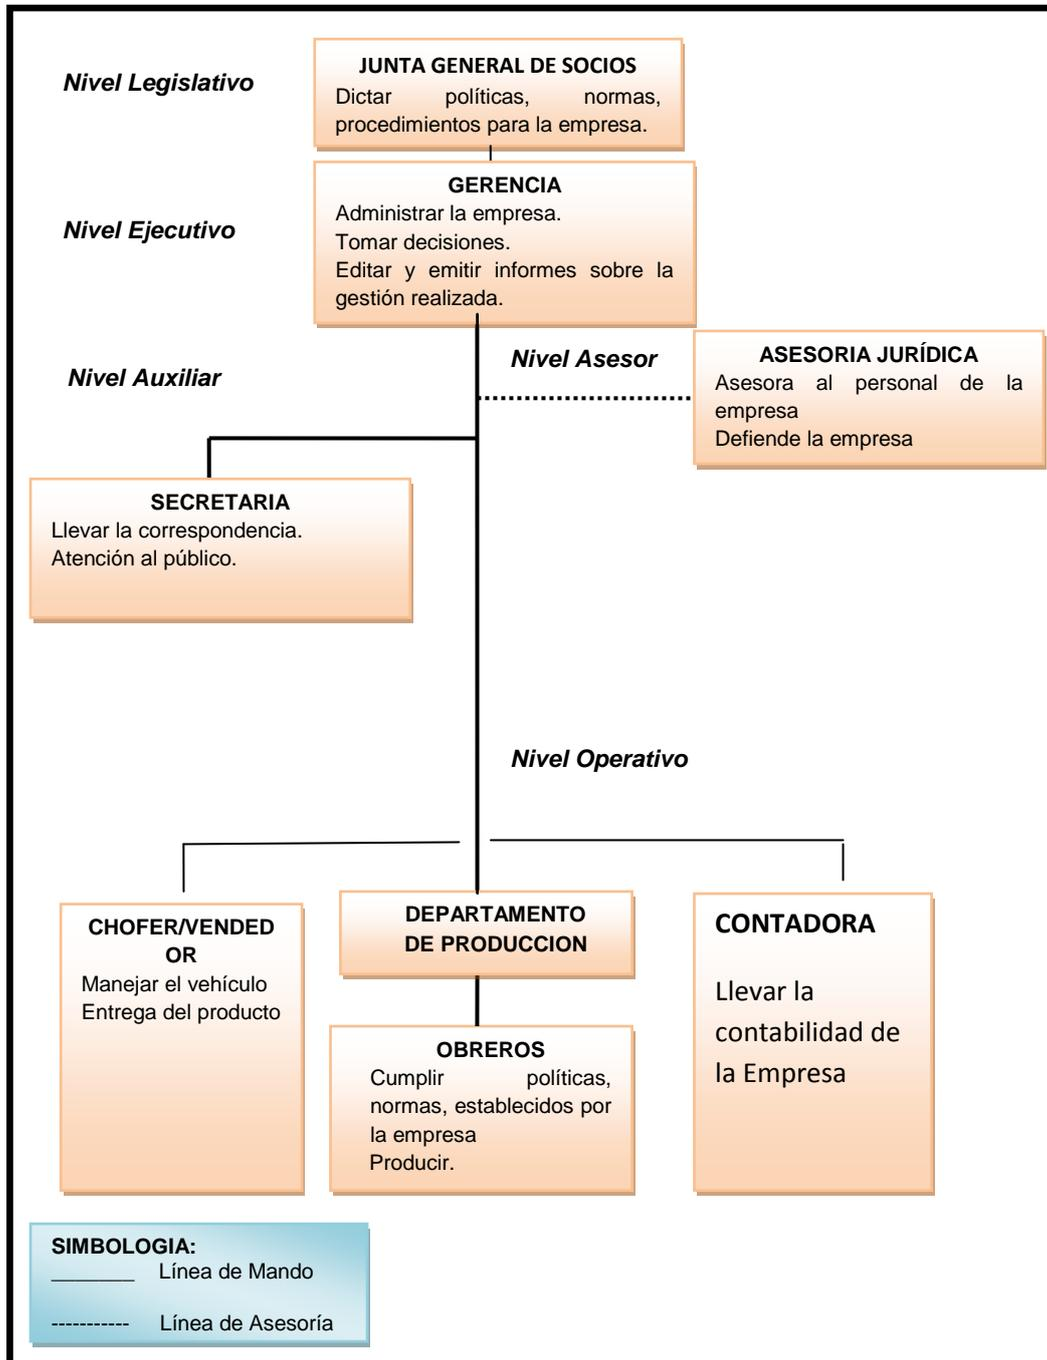 Nivel Legislativo
JUNTA GENERAL DE SOCIOS
Dictar políticas, normas,
procedimientos para la empresa.
Nivel Ejecutivo
GERENCIA
Administrar la empresa.
Tomar decisiones.
Editar y emitir informes sobre la
gestión realizada.
Nivel Auxiliar
Nivel Asesor
ASESORIA JURÍDICA
Asesora al personal de la
empresa
Defiende la empresa
SECRETARIA
Llevar la correspondencia.
Atención al público.
Nivel Operativo
CHOFER/VENDED
OR
Manejar el vehículo
Entrega del producto
DEPARTAMENTO
DE PRODUCCION
OBREROS
Cumplir políticas,
normas, establecidos por
la empresa
Producir.
CONTADORA
Llevar la
contabilidad de
la Empresa
SIMBOLOGIA:
_______ Línea de Mando
----------- Línea de Asesoría